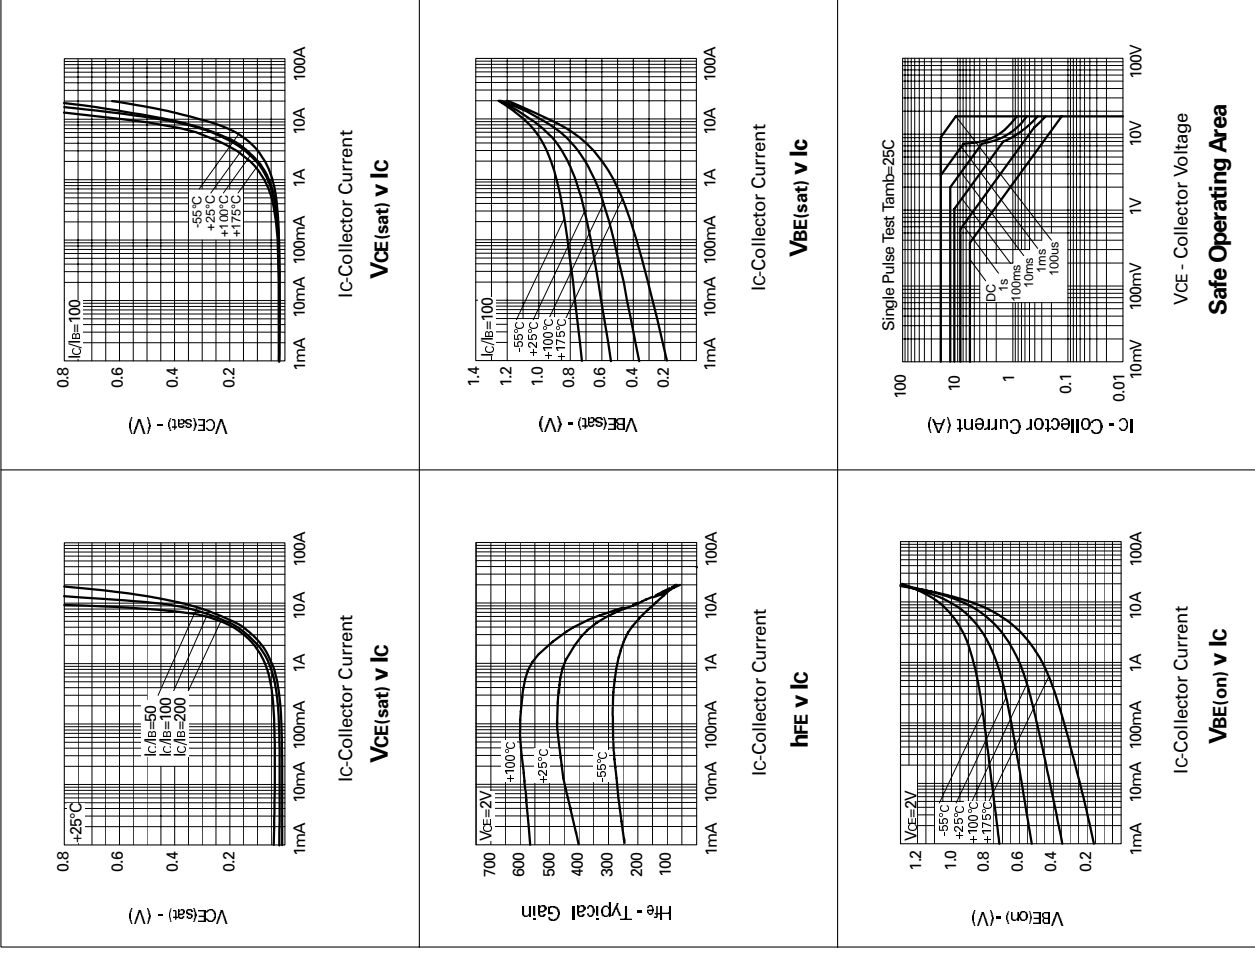 +25°C
0.8
0.6
0.4
0.2
VCE(sat) - (V)
IC/IB=50
IC/IB=100
IC/IB=200
1mA 10mA 100mA 1A 10A 100A
IC-Collector Current
VCE(sat) v IC
IC/IB=100
0.8
0.6
0.4
0.2
VCE(sat) - (V)
-55°C
+25°C
+100°C
+175°C
1mA 10mA 100mA 1A 10A 100A
IC-Collector Current
VCE(sat) v IC
VCE=2V
700
600
500
400
300
200
100
Hfe - Typical Gain
+100°C
+25°C
-55°C
1mA 10mA 100mA 1A 10A 100A
IC-Collector Current
hFE v IC
IC/IB=100
1.4
1.2
1.0
0.8
0.6
0.4
0.2
VBE(sat) - (V)
-55°C
+25°C
+100°C
+175°C
1mA 10mA 100mA 1A 10A 100A
IC-Collector Current
VBE(sat) v IC
VCE=2V
1.2
1.0
0.8
0.6
0.4
0.2
VBE(on) - (V)
-55°C
+25°C
+100°C
+175°C
1mA 10mA 100mA 1A 10A 100A
IC-Collector Current
VBE(on) v IC
Single Pulse Test Tamb=25C
100
10
1
0.1
0.01
IC - Collector Current (A)
DC
1s
100ms
10ms
1ms
100us
10mV 100mV 1V 10V 100V
VCE - Collector Voltage
Safe Operating Area